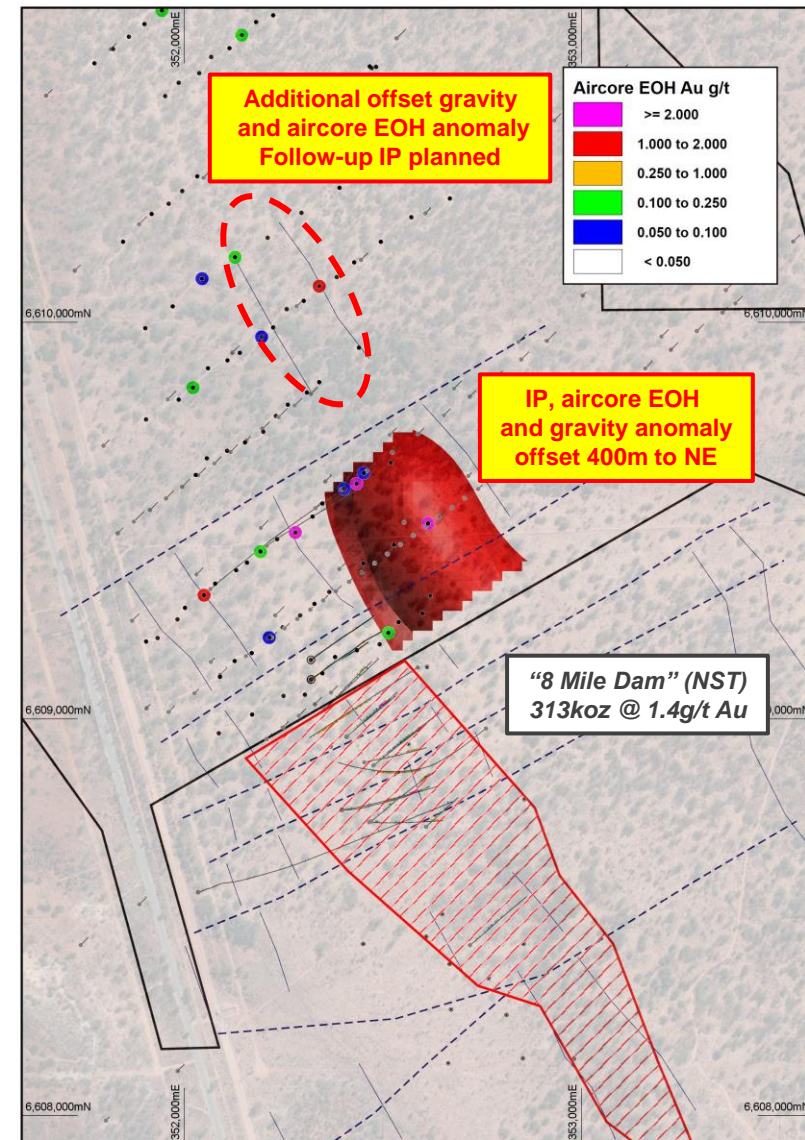 352,000mE
353,000mE
Additional offset gravity
and aircore EOH anomaly
Follow-up IP planned
Aircore EOH Au g/t
>= 2.000
1.000 to 2.000
0.250 to 1.000
0.100 to 0.250
0.050 to 0.100
< 0.050
6,610,000mN
6,610,000mN
IP, aircore EOH
and gravity anomaly
offset 400m to NE
“8 Mile Dam” (NST)
313koz @ 1.4g/t Au
6,609,000mN
0,000mN
6,608,000mN
6,608,000mN
352,000mE
353,000mE